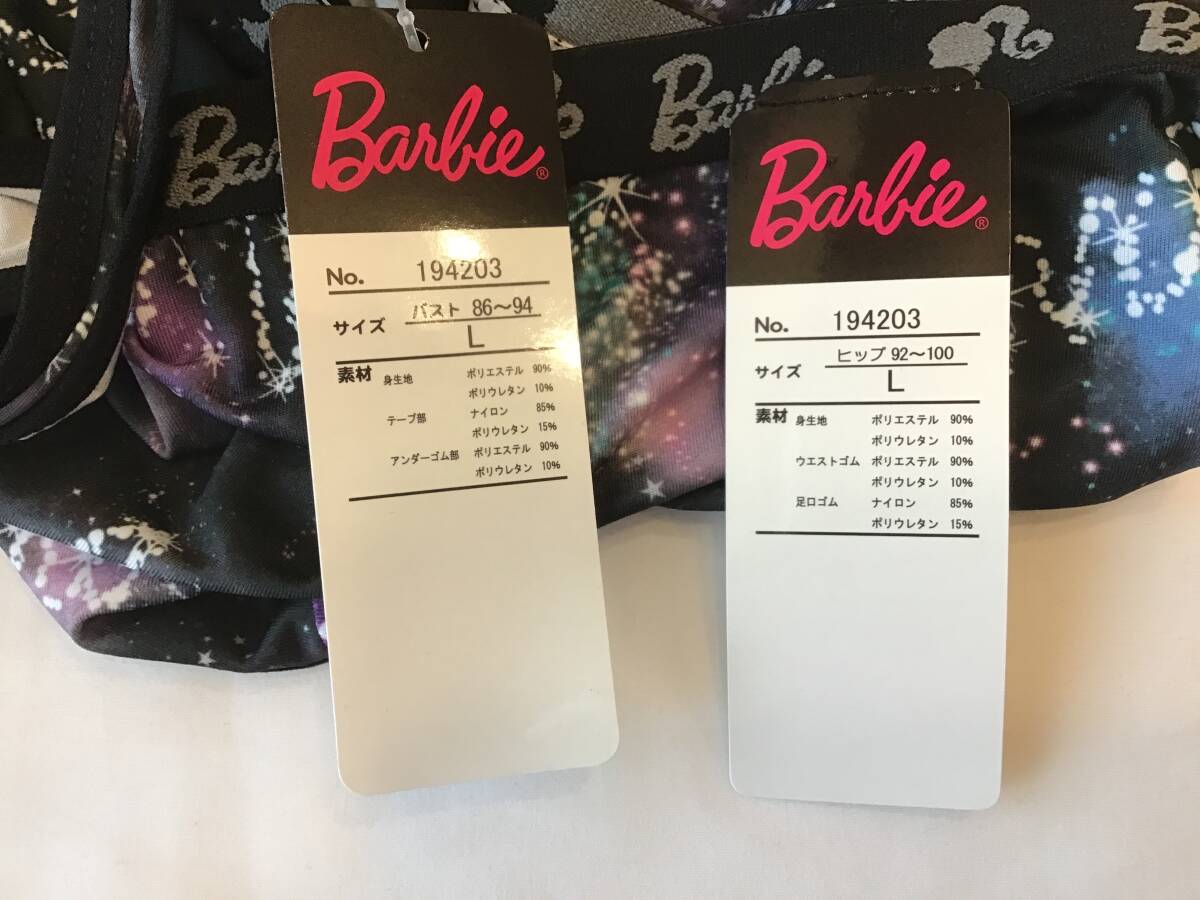 Barbie
Barbie
Barbie®
No. 194203
サイズ バスト 86～94
L
素材 身生地 ポリエステル 90%
ポリウレタン 10%
テープ部 ナイロン 85%
ポリウレタン 15%
アンダーゴム部 ポリエステル 90%
ポリウレタン 10%
Barbie®
No. 194203
サイズ ヒップ 92～100
L
素材 身生地 ポリエステル 90%
ポリウレタン 10%
ウエストゴム ポリエステル 90%
ポリウレタン 10%
足口ゴム ナイロン 85%
ポリウレタン 15%